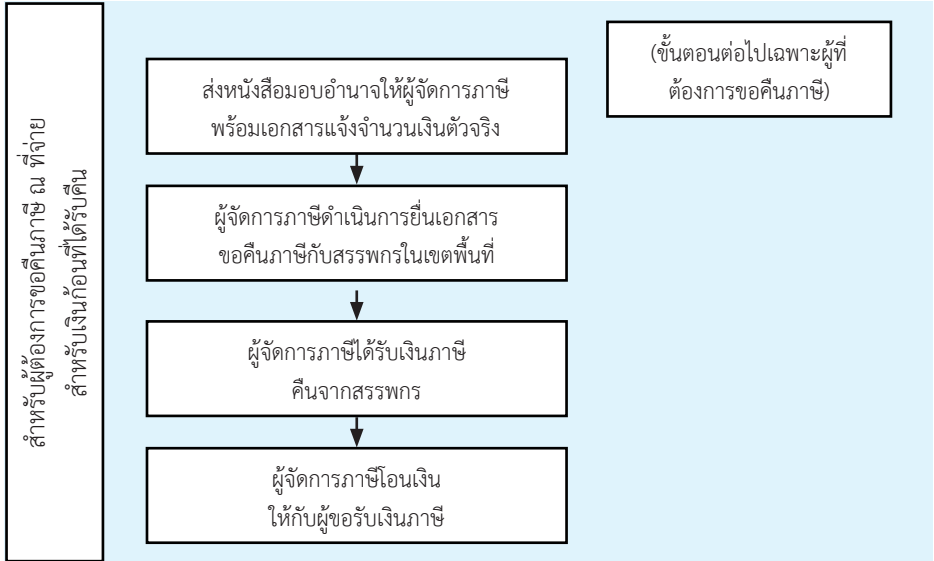 สำหรับผู้ต้องการขอคืนภาษี ณ ที่จ่าย
สำหรับเงินก้อนที่ได้รับคืน
(ขั้นตอนต่อไปเฉพาะผู้ที่
ต้องการขอคืนภาษี)
ส่งหนังสือมอบอำนาจให้ผู้จัดการภาษี
พร้อมเอกสารแจ้งจำนวนเงินตัวจริง
ผู้จัดการภาษีดำเนินการยื่นเอกสาร
ขอคืนภาษีกับสรรพกรในเขตพื้นที่
ผู้จัดการภาษีได้รับเงินภาษี
คืนจากสรรพกร
ผู้จัดการภาษีโอนเงิน
ให้กับผู้ขอรับเงินภาษี